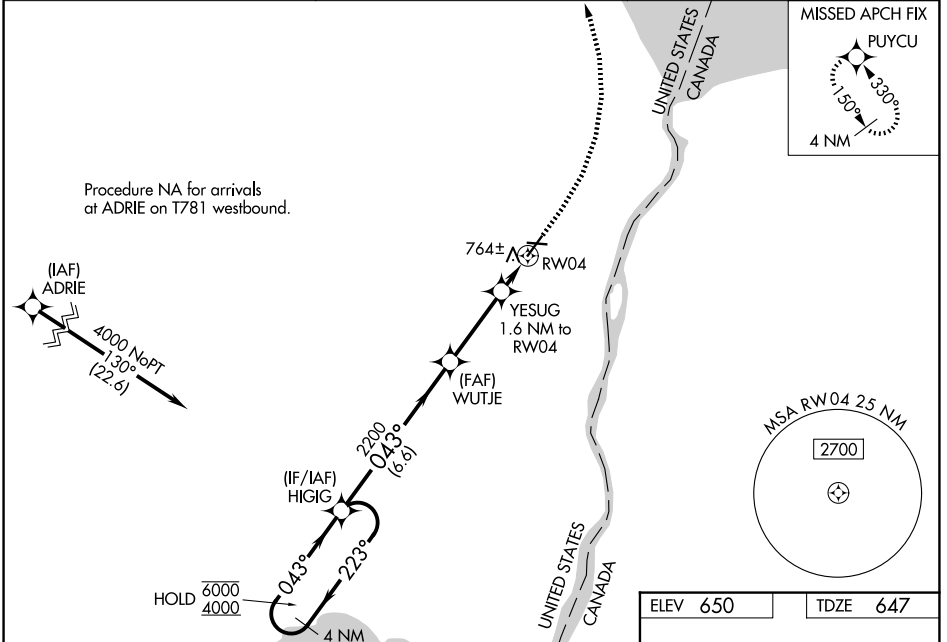 MISSED APCH FIX
PUYCU
330°
150°
4 NM
UNITED STATES
CANADA
Procedure NA for arrivals
at ADRIE on T781 westbound.
(IAF)
ADRIE
4000 NoPT
130°
(22.6)
764±
RW04
YESUG
1.6 NM to
RW04
(FAF)
WUTJE
2200
043°
(6.6)
(IF/IAF)
HIGIG
043°
223°
HOLD
6000
4000
4 NM
UNITED STATES
CANADA
MSA RW04 25 NM
2700
ELEV 650
TDZE 647